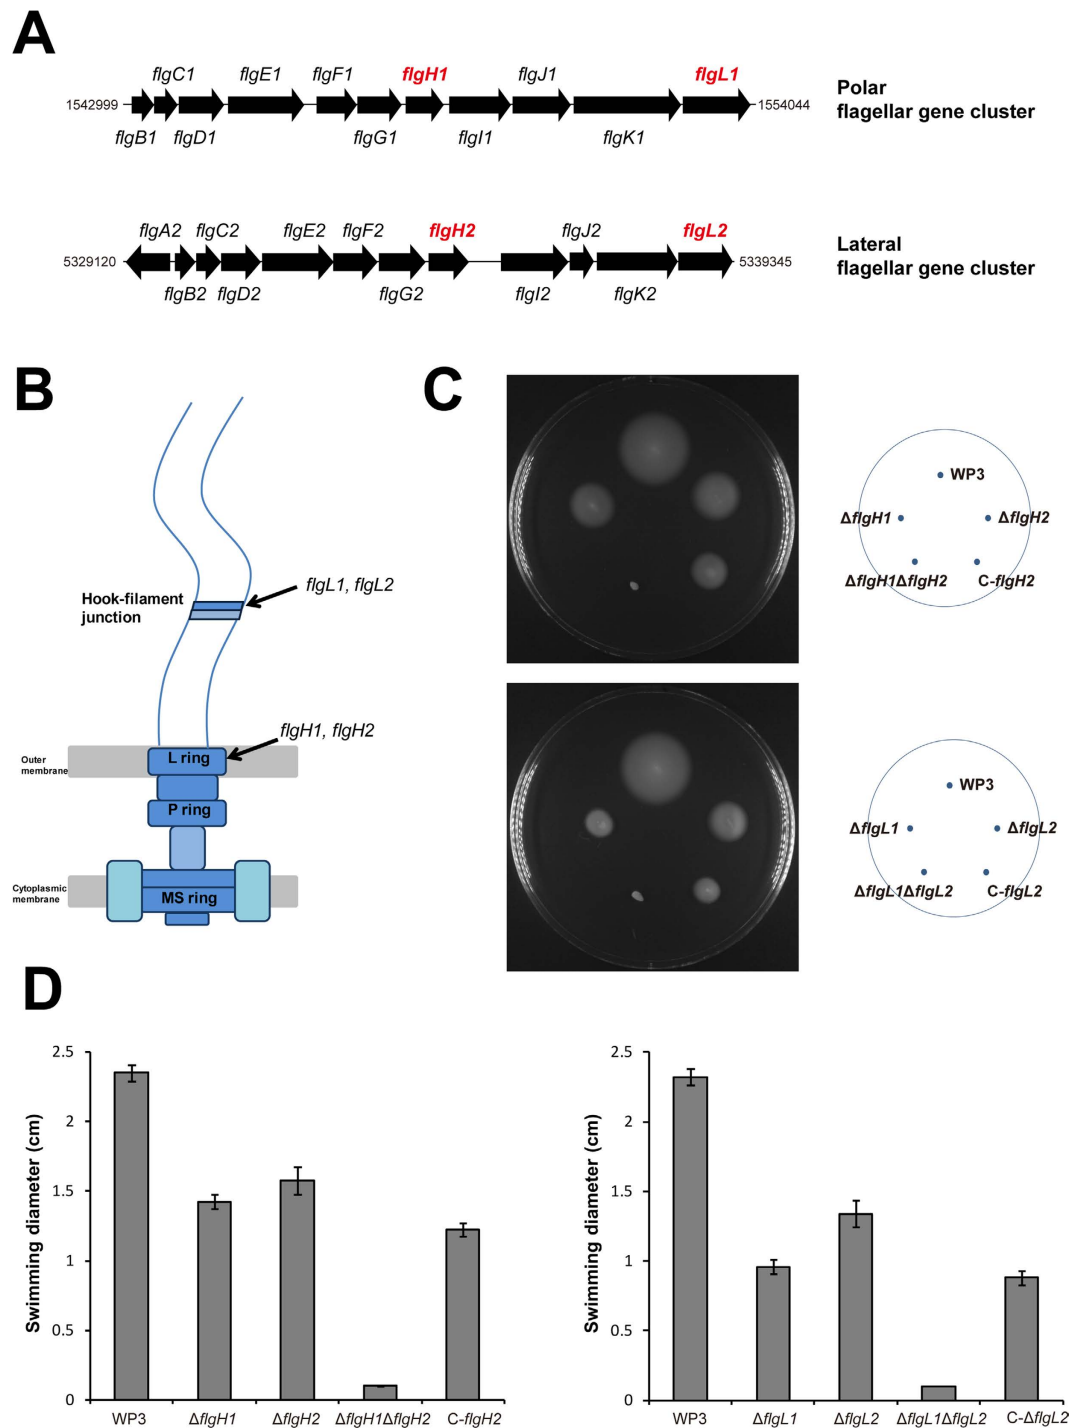 A
flgC1 flgE1 flgF1 flgH1 flgJ1 flgL1
1542999 1554044
Polar
flagellar gene cluster
flgB1 flgD1 flgG1 flgI1 flgK1
flgA2 flgC2 flgE2 flgF2 flgH2 flgJ2 flgL2
5329120 5339345
Lateral
flagellar gene cluster
flgB2 flgD2 flgG2 flgI2 flgK2
B
Hook-filament
junction
flgL1, flgL2
flgH1, flgH2
Outer
membrane
L ring
P ring
Cytoplasmic
membrane
MS ring
C
WP3
ΔflgH1 ΔflgH2
ΔflgH1ΔflgH2 C-flgH2
WP3
ΔflgL1 ΔflgL2
ΔflgL1ΔflgL2 C-flgL2
D
Swimming diameter (cm)
2.5
2
1.5
1
0.5
0
WP3 ΔflgH1 ΔflgH2 ΔflgH1ΔflgH2 C-flgH2
Swimming diameter (cm)
2.5
2
1.5
1
0.5
0
WP3 ΔflgL1 ΔflgL2 ΔflgL1ΔflgL2 C-ΔflgL2